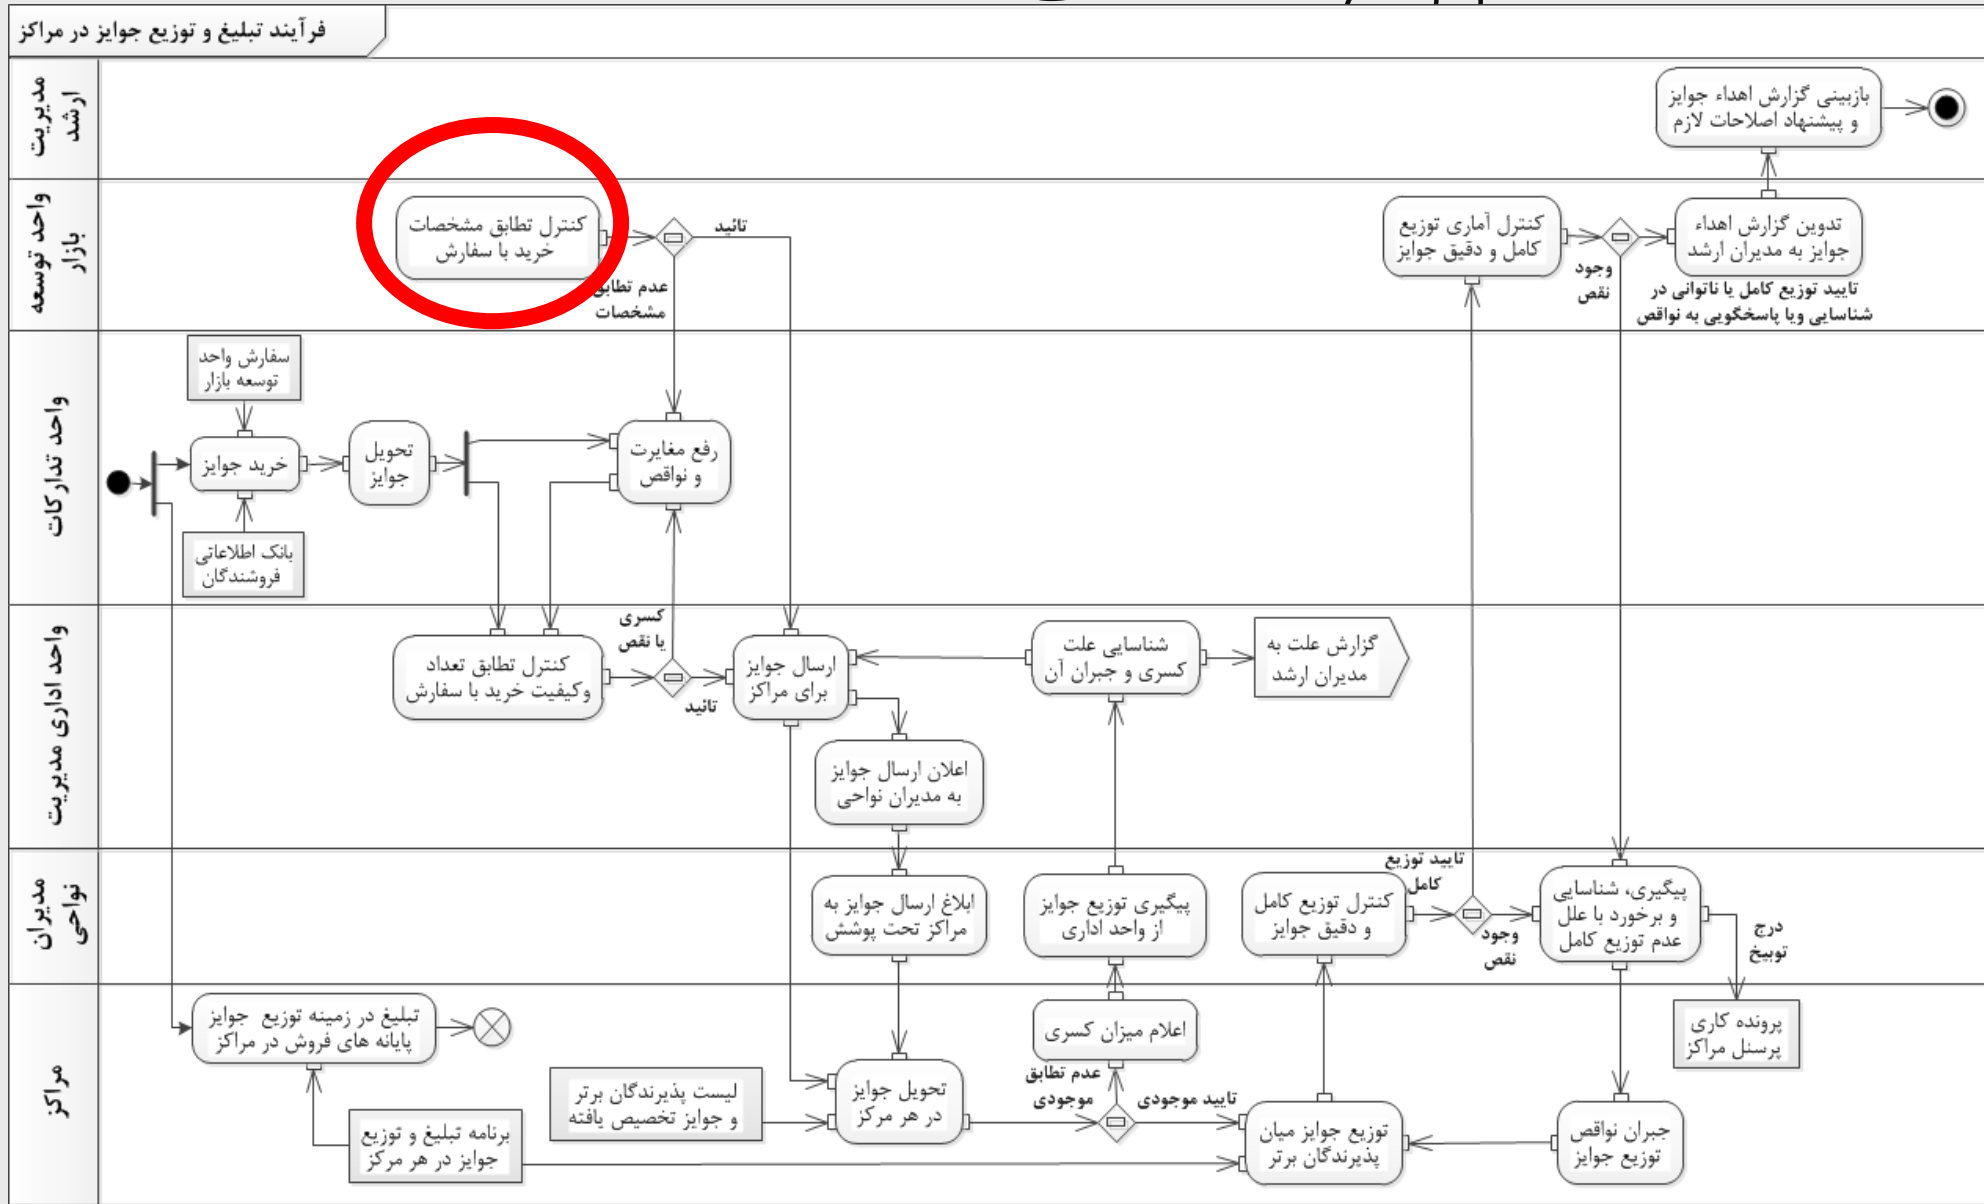 فرآیند تبلیغ و توزیع جوایز در مراکز
مدیریت
ارشد
بازبینی گزارش اهداء جوایز
و پیشنهاد اصلاحات لازم
واحد توسعه
بازار
کنترل تطابق مشخصات
خرید با سفارش
تائید
عدم تطابق
مشخصات
کنترل آماری توزیع
کامل و دقیق جوایز
وجود
نقص
تدوین گزارش اهداء
جوایز به مدیران ارشد
تایید توزیع کامل یا ناتوانی در
شناسایی ویا پاسخگویی به نواقص
واحد تدارکات
سفارش واحد
توسعه بازار
خرید جوایز
بانک اطلاعاتی
فروشندگان
تحویل
جوایز
رفع مغایرت
و نواقص
واحد اداری مدیریت
کنترل تطابق تعداد
وکیفیت خرید با سفارش
کسری
یا نقص
تائید
ارسال جوایز
برای مراکز
شناسایی علت
کسری و جبران آن
گزارش علت به
مدیران ارشد
اعلان ارسال جوایز
به مدیران نواحی
مدیران
نواحی
ابلاغ ارسال جوایز به
مراکز تحت پوشش
پیگیری توزیع جوایز
از واحد اداری
کنترل توزیع کامل
و دقیق جوایز
تایید توزیع
کامل
وجود
نقص
پیگیری، شناسایی
و برخورد با علل
عدم توزیع کامل
درج
توبیخ
مراکز
تبلیغ در زمینه توزیع جوایز
پایانه های فروش در مراکز
برنامه تبلیغ و توزیع
جوایز در هر مرکز
لیست پذیرندگان برتر
و جوایز تخصیص یافته
تحویل جوایز
در هر مرکز
اعلام میزان کسری
عدم تطابق
موجودی
تایید موجودی
توزیع جوایز میان
پذیرندگان برتر
جبران نواقص
توزیع جوایز
پرونده کاری
پرسنل مراکز